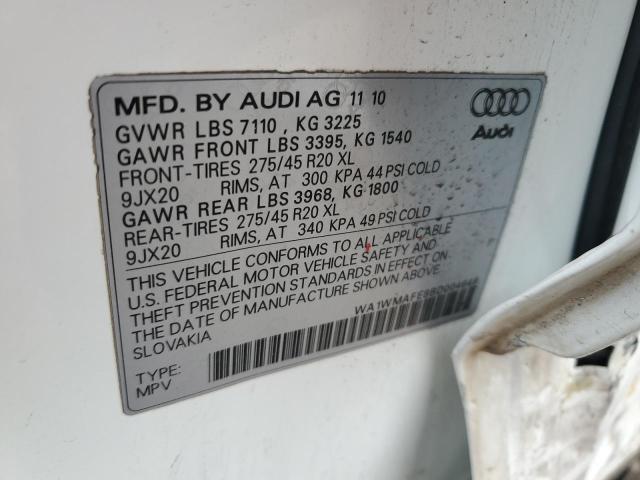 MFD. BY AUDI AG 11 10
GVWR LBS 7110 , KG 3225
GAWR FRONT LBS 3395, KG 1540
FRONT-TIRES 275/45 R20 XL
9JX20 RIMS, AT 300 KPA 44 PSI COLD
GAWR REAR LBS 3968, KG 1800
REAR-TIRES 275/45 R20 XL
9JX20 RIMS, AT 340 KPA 49 PSI COLD
THIS VEHICLE CONFORMS TO ALL APPLICABLE
U.S. FEDERAL MOTOR VEHICLE SAFETY AND
THEFT PREVENTION STANDARDS IN EFFECT ON
THE DATE OF MANUFACTURE SHOWN ABOVE
SLOVAKIA
TYPE:
MPV
Audi